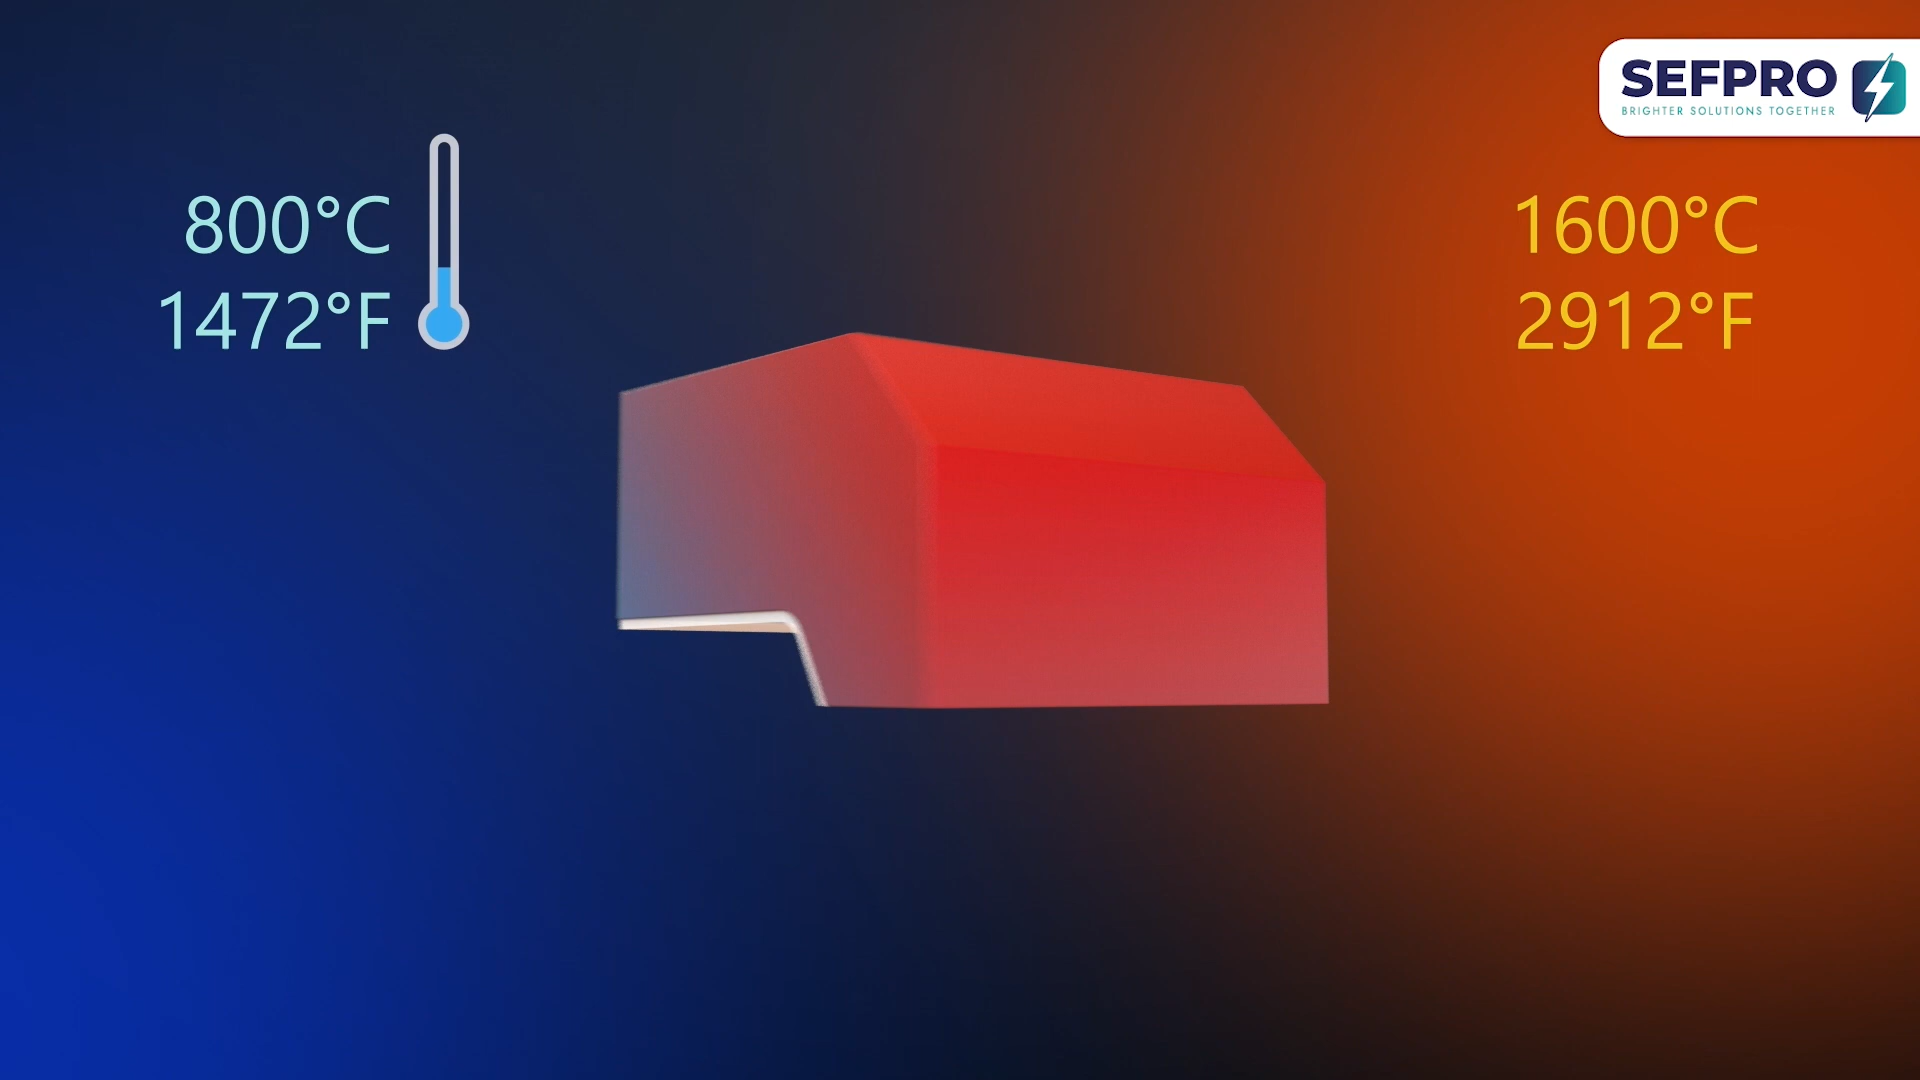 SEFPRO
BRIGHTER SOLUTIONS TOGETHER
800°C
1472°F
1600°C
2912°F